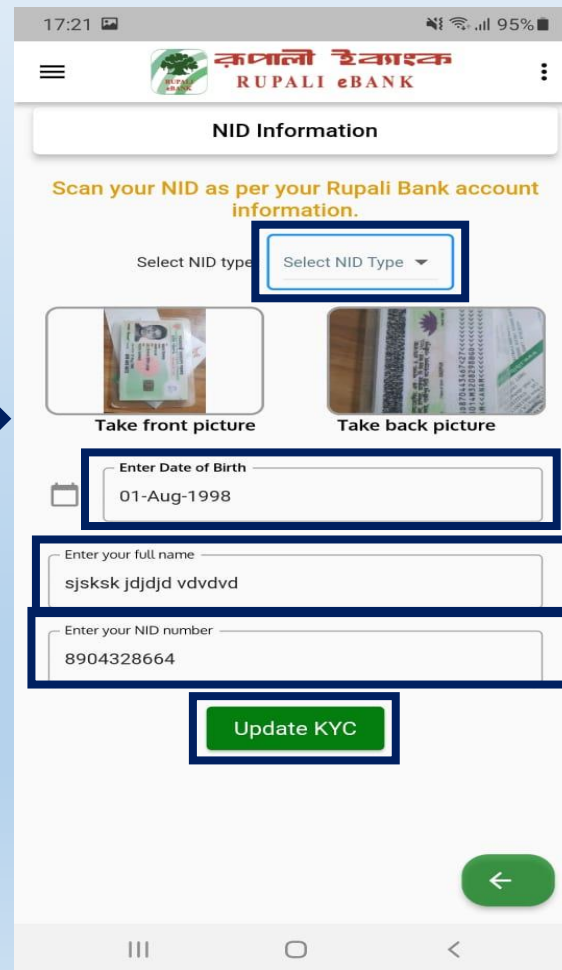 17:21 95%
রূপালী ইব্যাংক
RUPALI eBANK
NID Information
Scan your NID as per your Rupali Bank account
information.
Select NID type
Select NID Type
Take front picture
Take back picture
Enter Date of Birth
01-Aug-1998
Enter your full name
sjsksk jdjdjd vdvdvd
Enter your NID number
8904328664
Update KYC